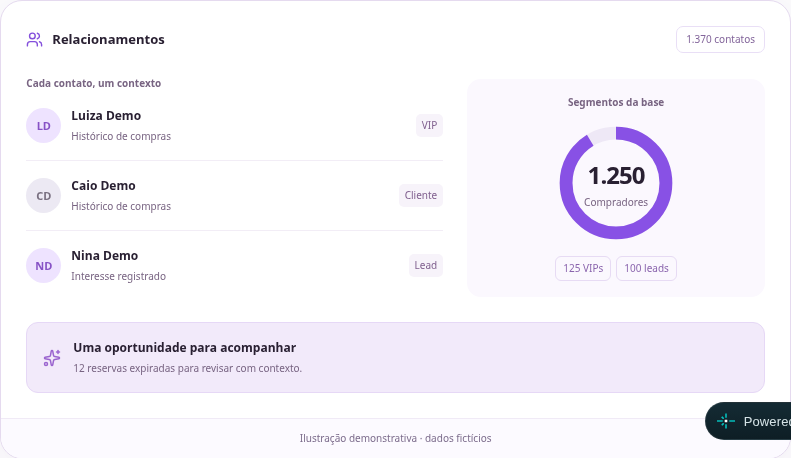 Relacionamentos
1.370 contatos
Cada contato, um contexto
LD
Luiza Demo
Histórico de compras
VIP
CD
Caio Demo
Histórico de compras
Cliente
ND
Nina Demo
Interesse registrado
Lead
Segmentos da base
1.250
Compradores
125 VIPs
100 leads
Uma oportunidade para acompanhar
12 reservas expiradas para revisar com contexto.
Ilustração demonstrativa · dados fictícios
Powered